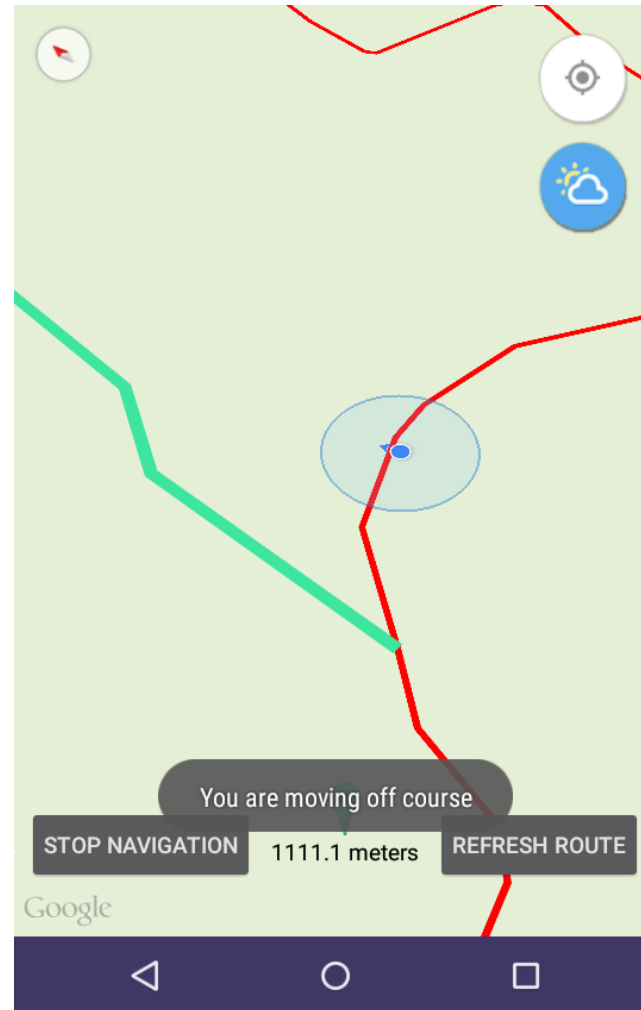 You are moving off course
STOP NAVIGATION
1111.1 meters
REFRESH ROUTE
Google